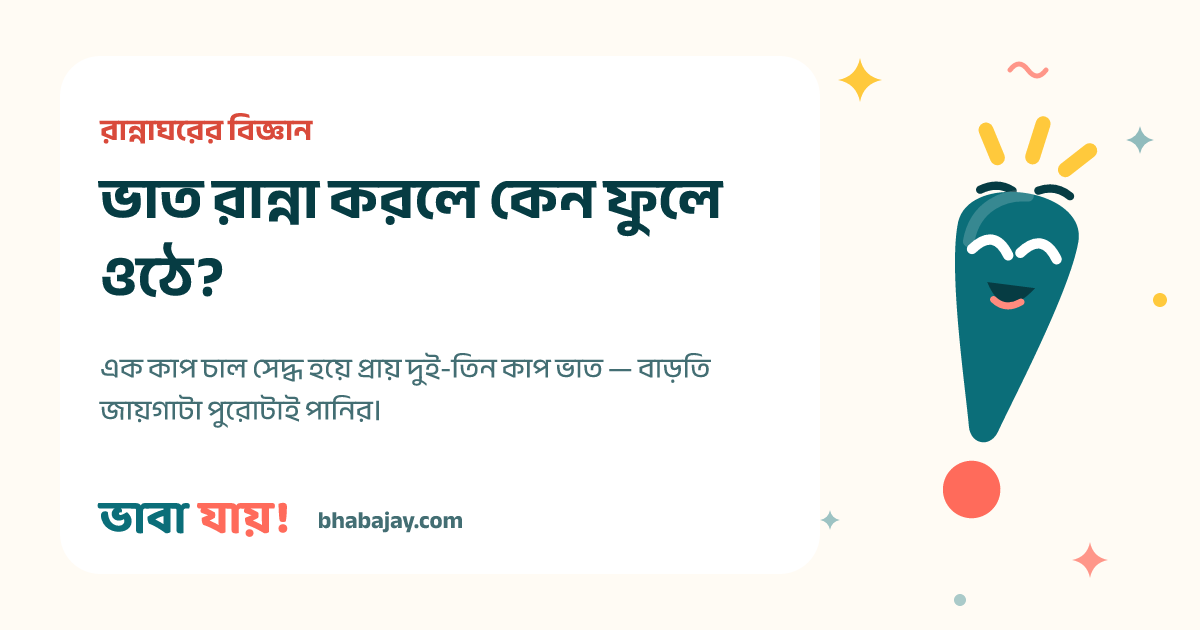 রান্নাঘরের বিজ্ঞান
ভাত রান্না করলে কেন ফুলে
ওঠে?
এক কাপ চাল সেদ্ধ হয়ে প্রায় দুই-তিন কাপ ভাত — বাড়তি
জায়গাটা পুরোটাই পানির।
ভাবা যায়! bhabajay.com